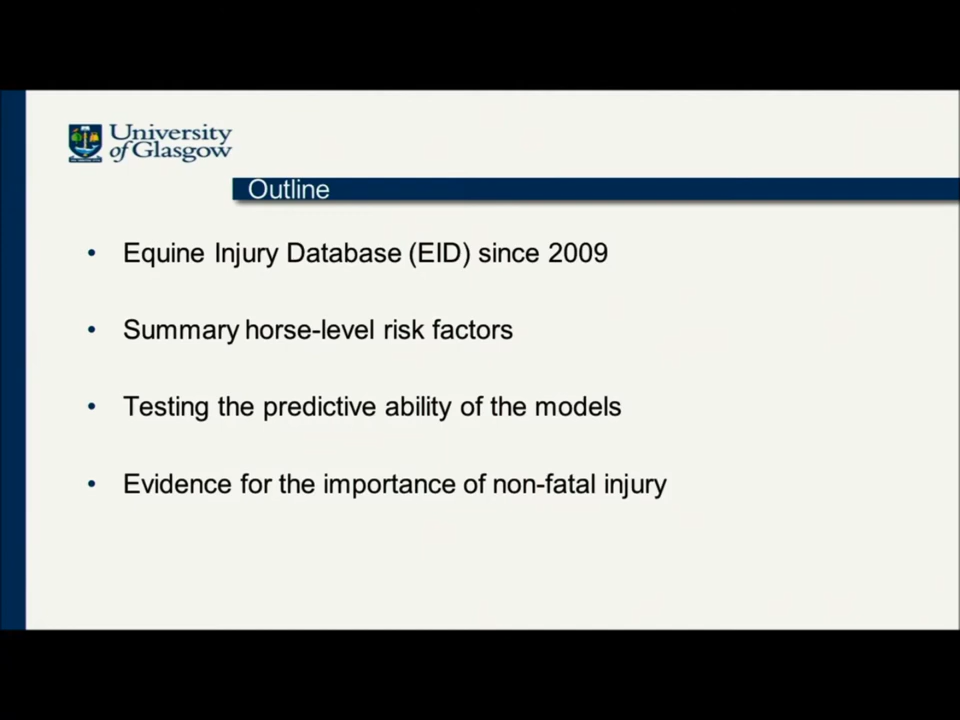 University
of Glasgow
Outline
• Equine Injury Database (EID) since 2009
• Summary horse-level risk factors
• Testing the predictive ability of the models
• Evidence for the importance of non-fatal injury